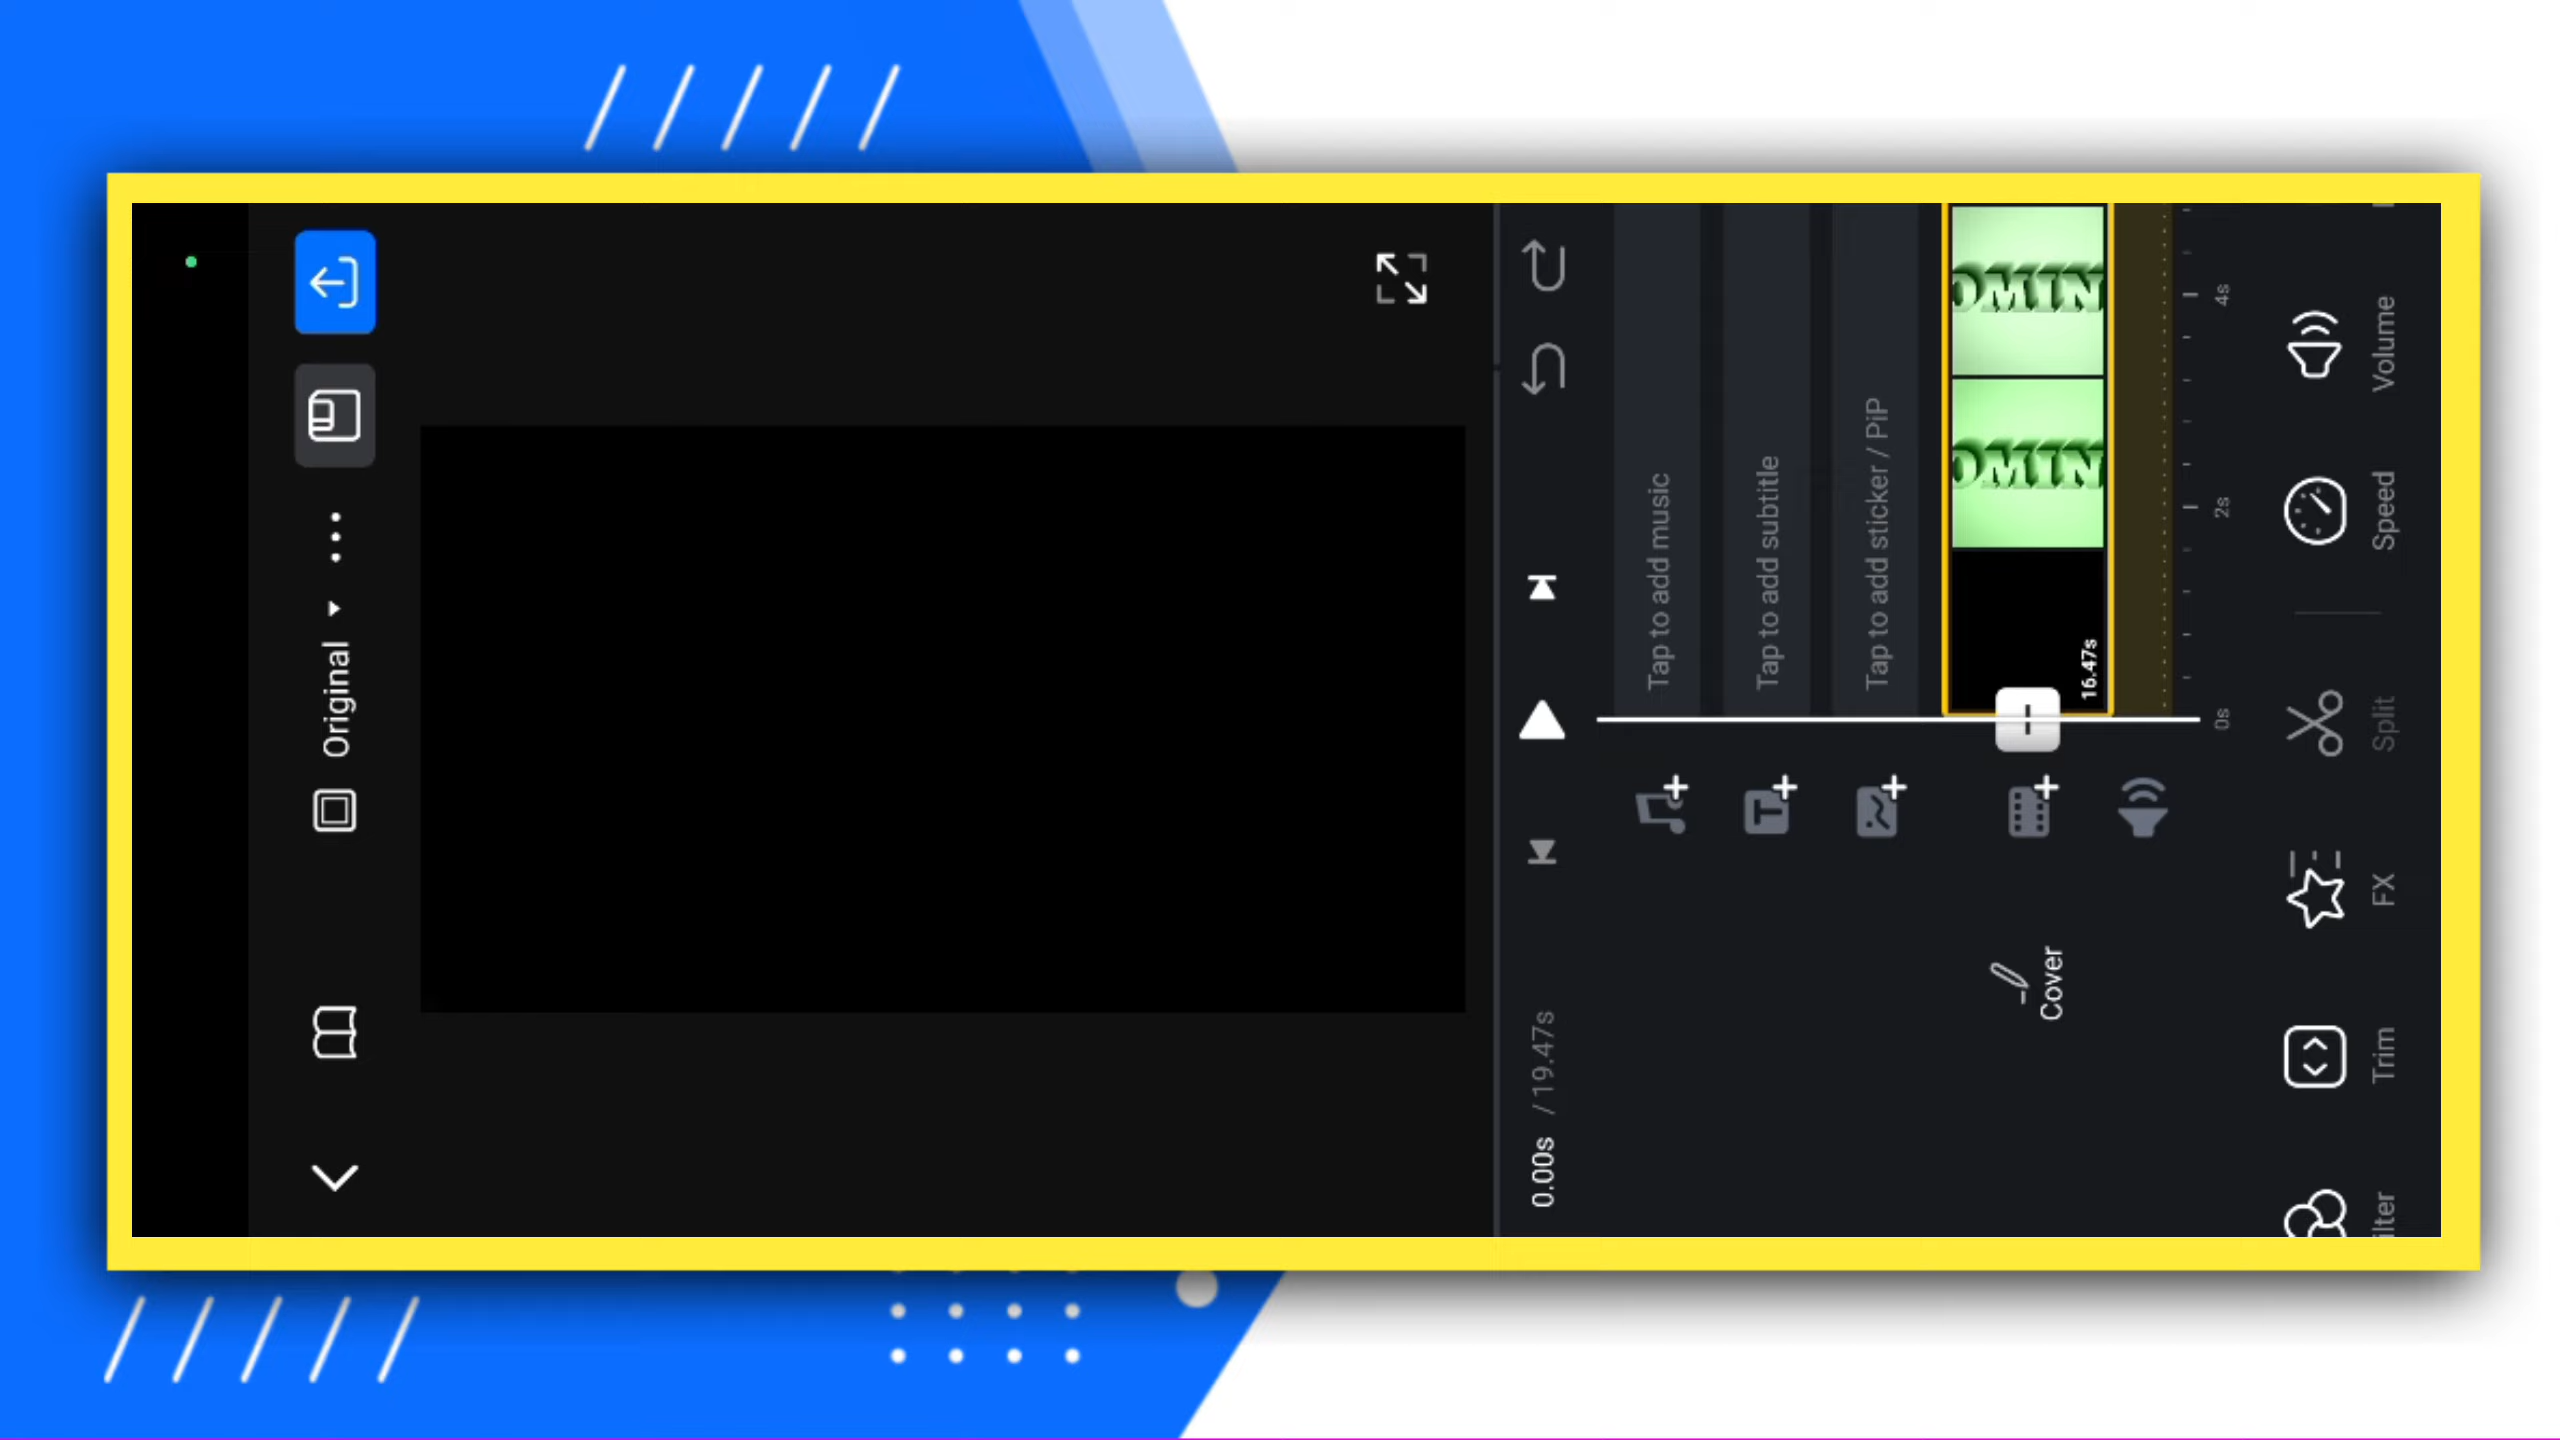 Original
0.00s / 19.47s
Tap to add music
Tap to add subtitle
Tap to add sticker / PiP
Cover
16.47s
OMIN
OMIN
0s
2s
4s
Trim
FX
Split
Speed
Volume